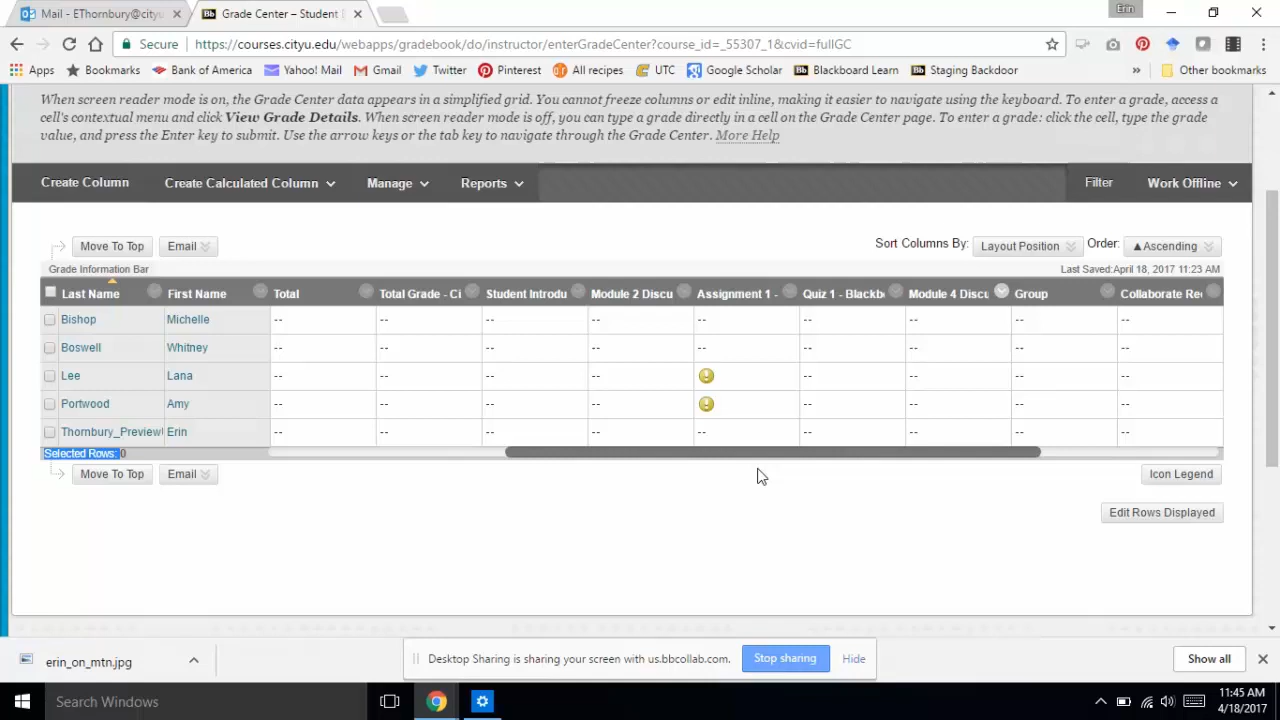 Mail - EThornbury@cityu
Grade Center – Student
Erin
Secure
https://courses.cityu.edu/webapps/gradebook/do/instructor/enterGradeCenter?course_id=_55307_1&cvid=fullGC
Apps
Bookmarks
Bank of America
Yahoo! Mail
Gmail
Twitter
Pinterest
All recipes
UTC
Google Scholar
Blackboard Learn
Staging Backdoor
»
Other bookmarks
When screen reader mode is on, the Grade Center data appears in a simplified grid. You cannot freeze columns or edit inline, making it easier to navigate using the keyboard. To enter a grade, access a
cell's contextual menu and click View Grade Details. When screen reader mode is off, you can type a grade directly in a cell on the Grade Center page. To enter a grade: click the cell, type the grade
value, and press the Enter key to submit. Use the arrow keys or the tab key to navigate through the Grade Center. More Help
Create Column
Create Calculated Column
Manage
Reports
Filter
Work Offline
Move To Top
Email
Sort Columns By:
Layout Position
Order:
▲Ascending
Grade Information Bar
Last Saved:April 18, 2017 11:23 AM
Last Name
First Name
Total
Total Grade - Ci
Student Introdu
Module 2 Discu
Assignment 1 -
Quiz 1 - Blackb
Module 4 Discu
Group
Collaborate Re
Bishop Michelle -- -- -- -- -- -- -- -- --
Boswell Whitney -- -- -- -- -- -- -- -- --
Lee Lana -- -- -- -- -- -- -- --
Portwood Amy -- -- -- -- -- -- -- --
Thornbury_Preview Erin -- -- -- -- -- -- -- -- --
Selected Rows: 0
Move To Top
Email
Icon Legend
Edit Rows Displayed
erin_on_mtn.jpg
Desktop Sharing is sharing your screen with us.bbcollab.com.
Stop sharing
Hide
Show all
Search Windows
11:45 AM
4/18/2017